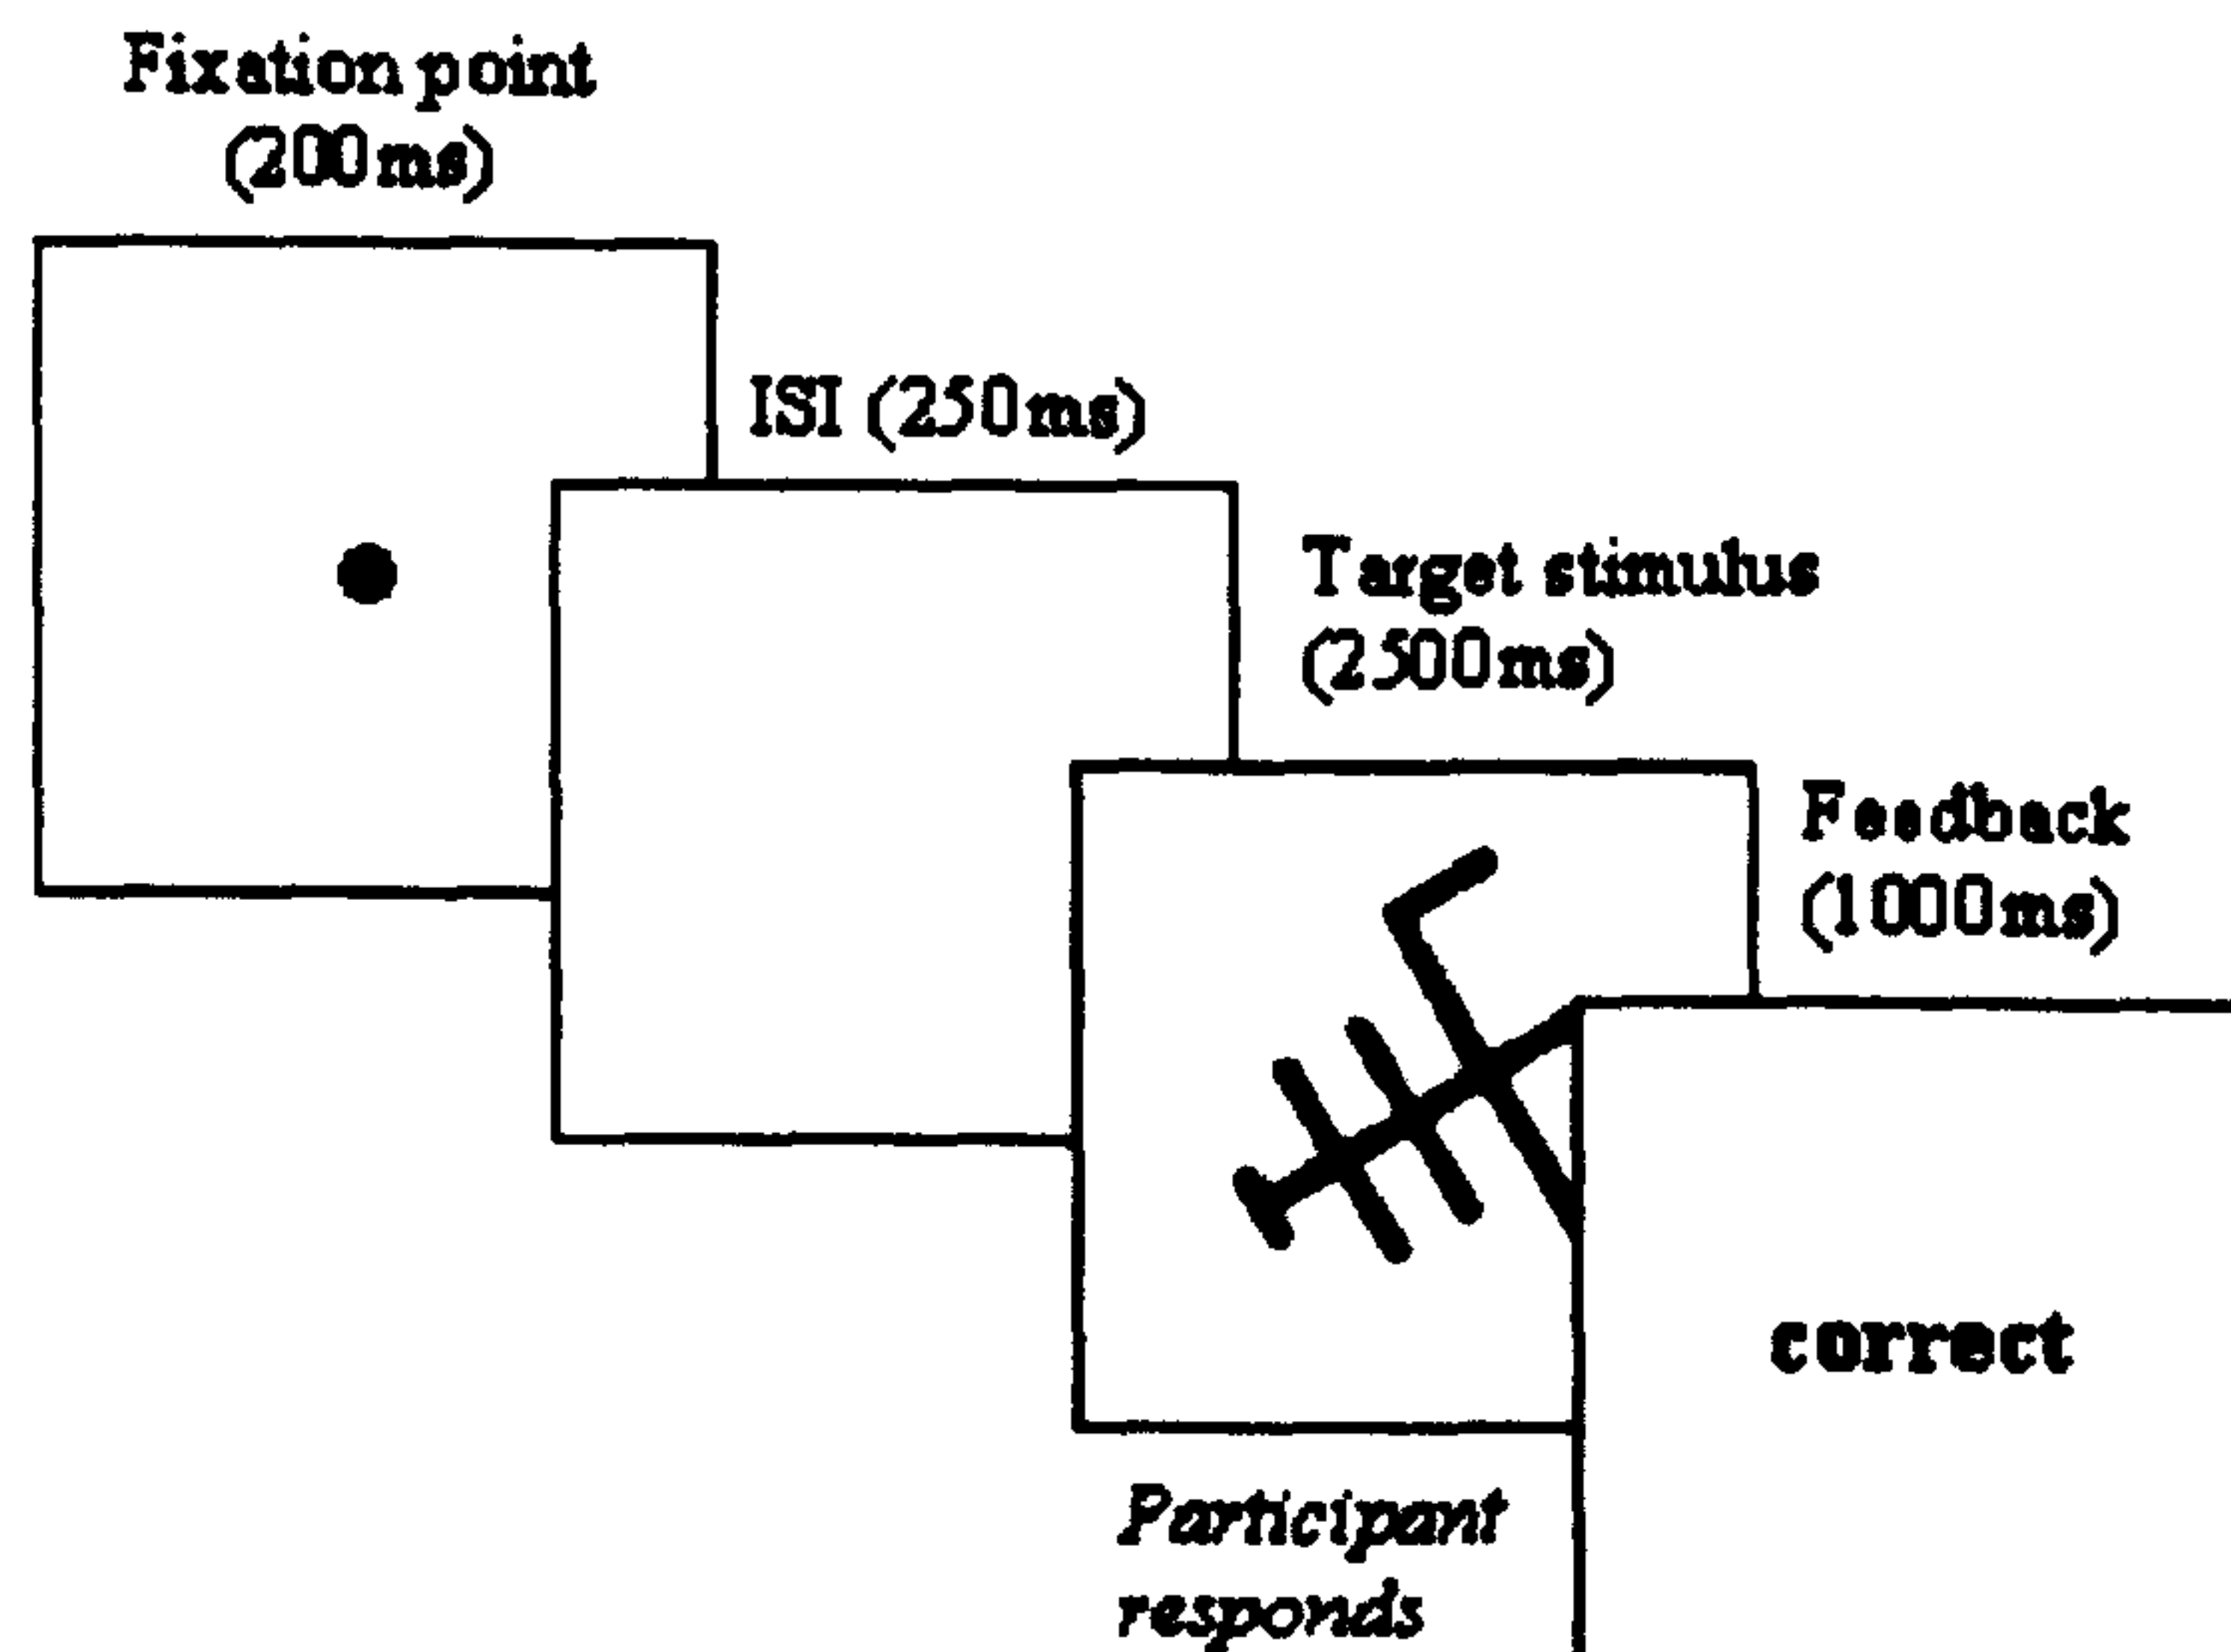 Fixation point
(200ms)
ISI (250ms)
Target stimulus
(2500ms)
Feedback
(1000ms)
correct
Participant
responds